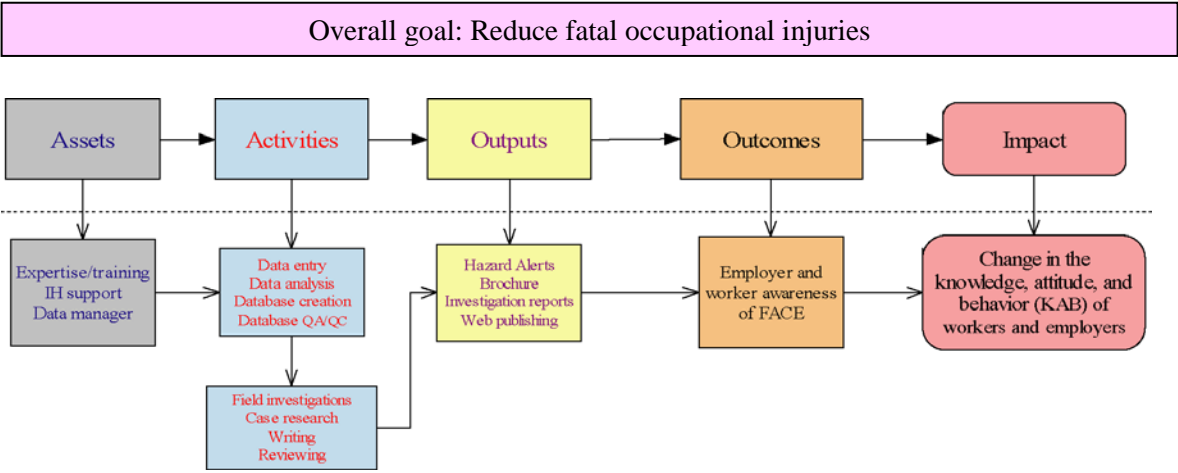 Overall goal: Reduce fatal occupational injuries
Assets
Activities
Outputs
Outcomes
Impact
Expertise/training
IH support
Data manager
Data entry
Data analysis
Database creation
Database QA/QC
Hazard Alerts
Brochure
Investigation reports
Web publishing
Employer and
worker awareness
of FACE
Change in the
knowledge, attitude, and
behavior (KAB) of
workers and employers
Field investigations
Case research
Writing
Reviewing